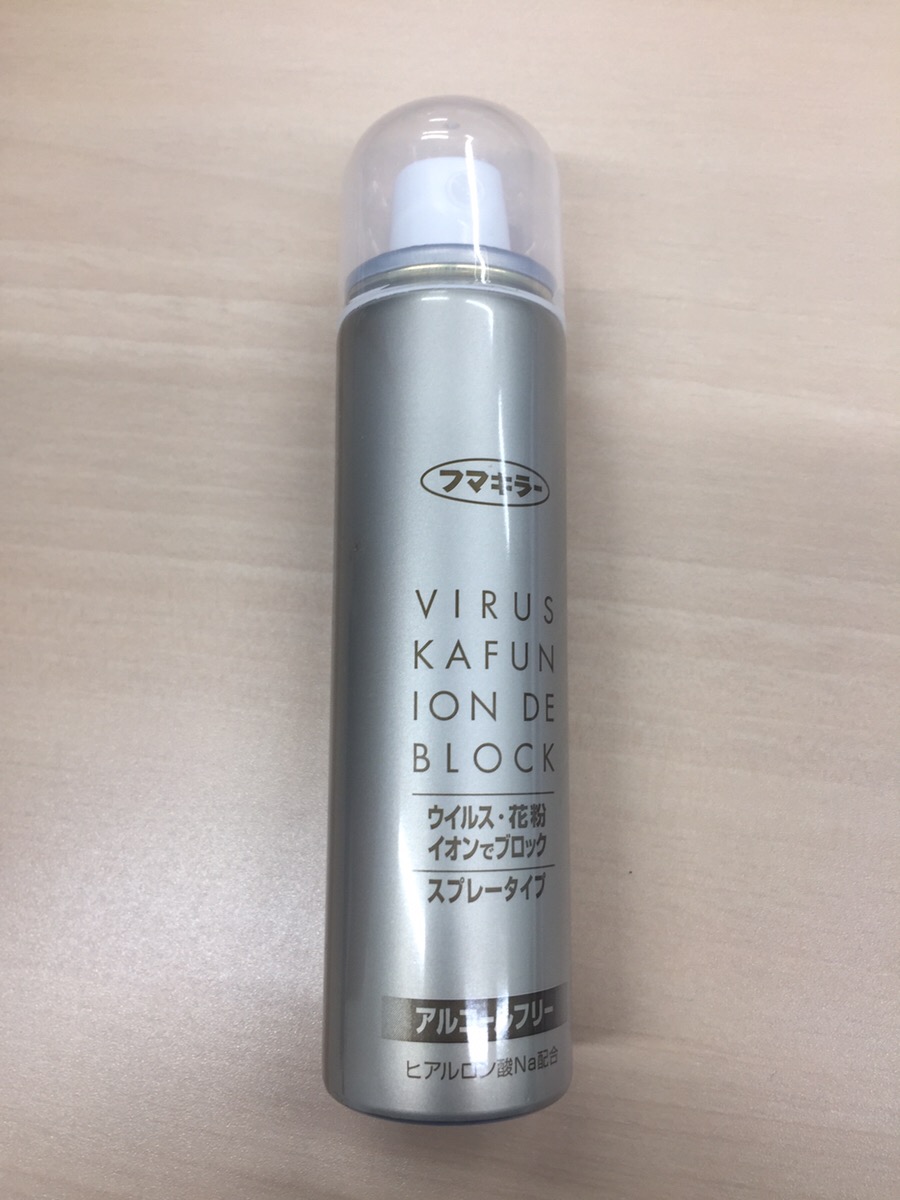 フマキラー
VIRUS
KAFUN
ION DE
BLOCK
ウイルス・花粉
イオンでブロック
スプレータイプ
アルコールフリー
ヒアルロン酸Na配合